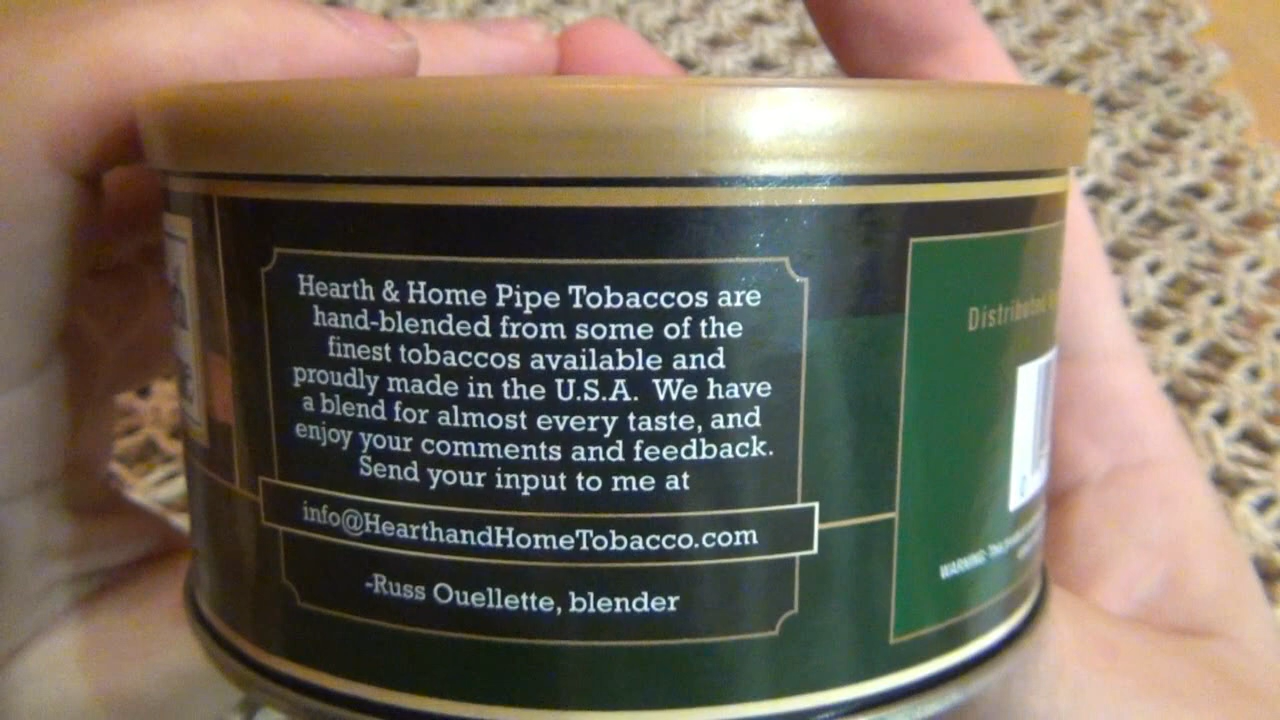 Hearth & Home Pipe Tobaccos are
hand-blended from some of the
finest tobaccos available and
proudly made in the U.S.A. We have
a blend for almost every taste, and
enjoy your comments and feedback.
Send your input to me at
info@HearthandHomeTobacco.com
-Russ Ouellette, blender
Distributed
WARNING: This